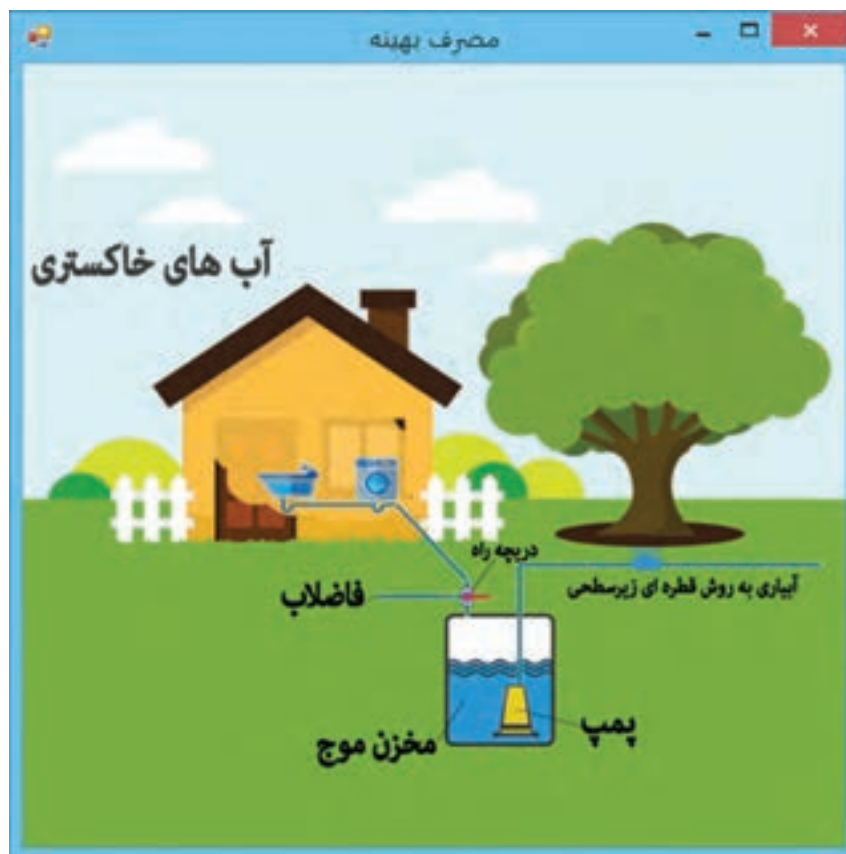 مصرف بهینه
آب های خاکستری
دریچه راه
فاضلاب
آبیاری به روش قطره ای زیرسطحی
پمپ
مخزن موج